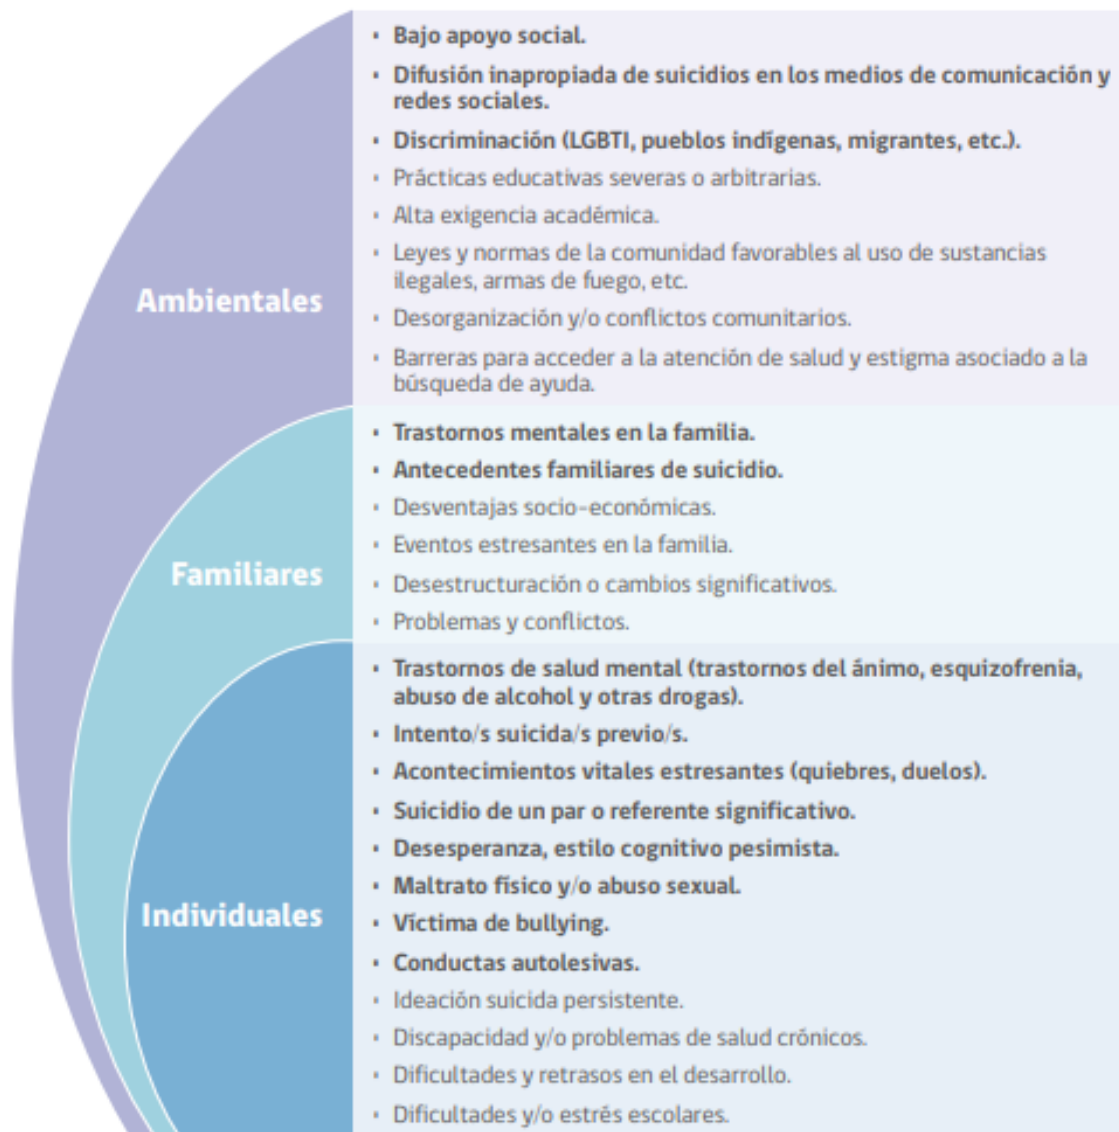 Ambientales
• Bajo apoyo social.
• Difusión inapropiada de suicidios en los medios de comunicación y
redes sociales.
• Discriminación (LGBTI, pueblos indígenas, migrantes, etc.).
• Prácticas educativas severas o arbitrarias.
• Alta exigencia académica.
• Leyes y normas de la comunidad favorables al uso de sustancias
ilegales, armas de fuego, etc.
• Desorganización y/o conflictos comunitarios.
• Barreras para acceder a la atención de salud y estigma asociado a la
búsqueda de ayuda.
Familiares
• Trastornos mentales en la familia.
• Antecedentes familiares de suicidio.
• Desventajas socio-económicas.
• Eventos estresantes en la familia.
• Desestructuración o cambios significativos.
• Problemas y conflictos.
Individuales
• Trastornos de salud mental (trastornos del ánimo, esquizofrenia,
abuso de alcohol y otras drogas).
• Intento/s suicida/s previo/s.
• Acontecimientos vitales estresantes (quiebres, duelos).
• Suicidio de un par o referente significativo.
• Desesperanza, estilo cognitivo pesimista.
• Maltrato físico y/o abuso sexual.
• Víctima de bullying.
• Conductas autolesivas.
• Ideación suicida persistente.
• Discapacidad y/o problemas de salud crónicos.
• Dificultades y retrasos en el desarrollo.
• Dificultades y/o estrés escolares.